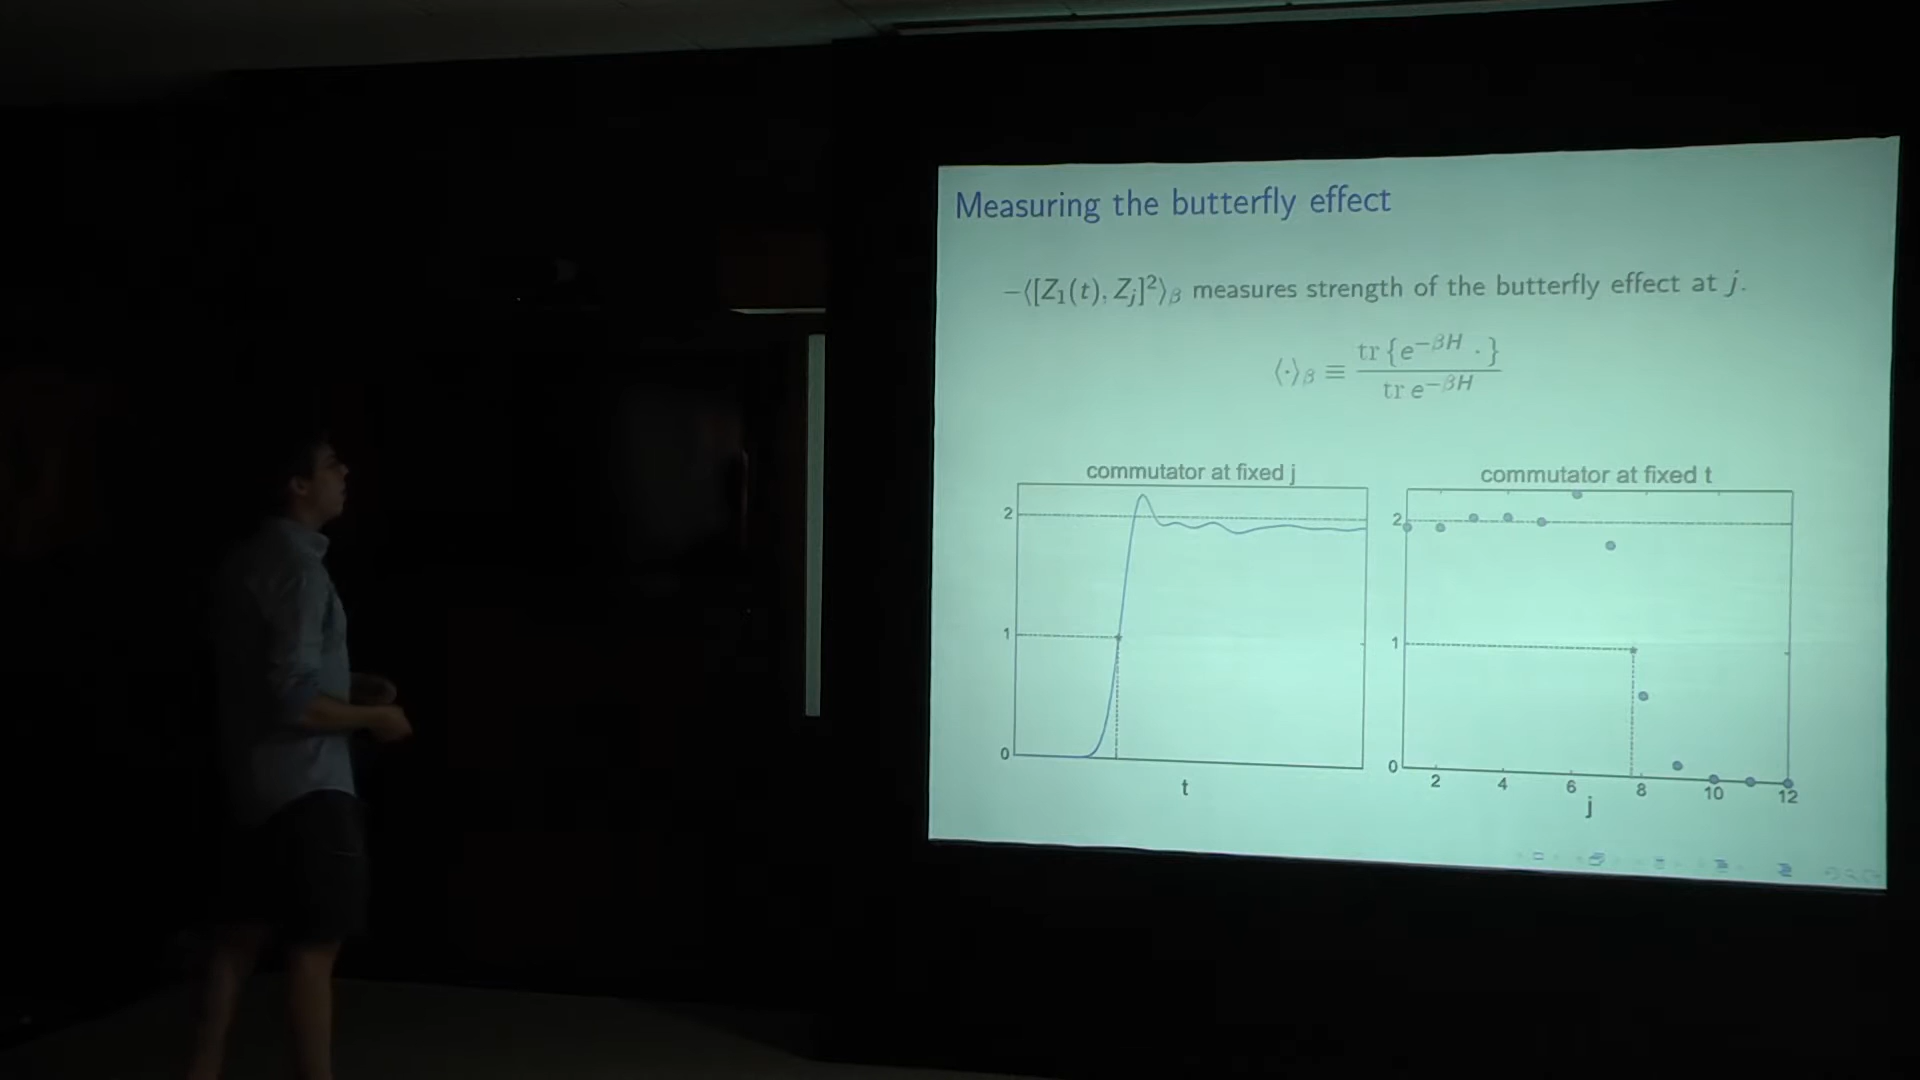 Measuring the butterfly effect
−⟨[Z₁(t), Zⱼ]²⟩_β measures strength of the butterfly effect at j.
⟨·⟩_β ≡ tr {e^{−βH} ·} / tr e^{−βH}
commutator at fixed j
2
1
0
t
commutator at fixed t
2
1
0
2 4 6 8 10 12
j